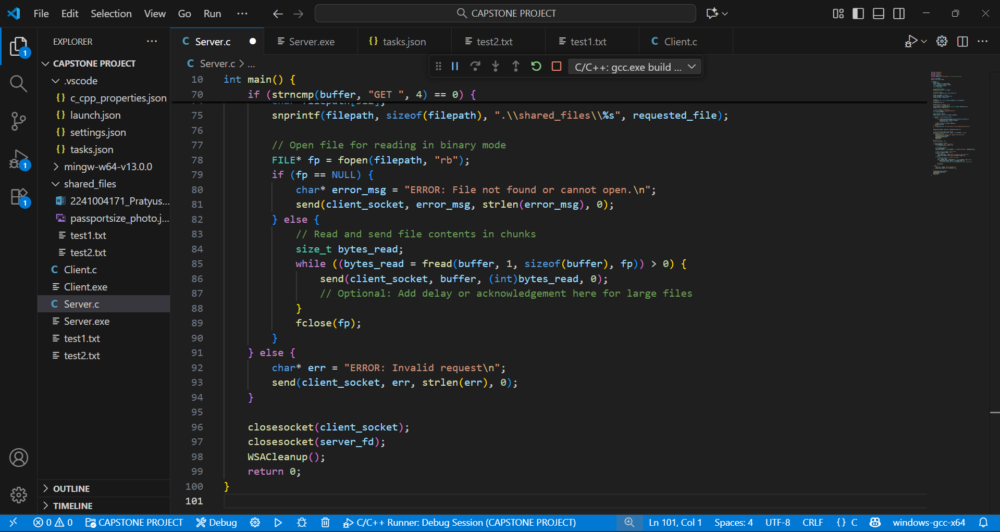 File Edit Selection View Go Run ··· CAPSTONE PROJECT
EXPLORER ···
CAPSTONE PROJECT
.vscode
{} c_cpp_properties.json
{} launch.json
{} settings.json
{} tasks.json
mingw-w64-v13.0.0
shared_files
2241004171_Pratyus...
passportsize_photo.j...
test1.txt
test2.txt
C Client.c
Client.exe
C Server.c
Server.exe
test1.txt
test2.txt
OUTLINE
TIMELINE
1
1
1
C Server.c Server.exe {} tasks.json test2.txt test1.txt C Client.c
C Server.c > ...
C/C++: gcc.exe build ...
10 int main() {
70 if (strncmp(buffer, "GET ", 4) == 0) {
75 snprintf(filepath, sizeof(filepath), ".\\shared_files\\%s", requested_file);
76
77 // Open file for reading in binary mode
78 FILE* fp = fopen(filepath, "rb");
79 if (fp == NULL) {
80 char* error_msg = "ERROR: File not found or cannot open.\n";
81 send(client_socket, error_msg, strlen(error_msg), 0);
82 } else {
83 // Read and send file contents in chunks
84 size_t bytes_read;
85 while ((bytes_read = fread(buffer, 1, sizeof(buffer), fp)) > 0) {
86 send(client_socket, buffer, (int)bytes_read, 0);
87 // Optional: Add delay or acknowledgement here for large files
88 }
89 fclose(fp);
90 }
91 } else {
92 char* err = "ERROR: Invalid request\n";
93 send(client_socket, err, strlen(err), 0);
94 }
95
96 closesocket(client_socket);
97 closesocket(server_fd);
98 WSACleanup();
99 return 0;
100 }
101
0 0 CAPSTONE PROJECT Debug C/C++ Runner: Debug Session (CAPSTONE PROJECT) Ln 101, Col 1 Spaces: 4 UTF-8 CRLF {} C windows-gcc-x64